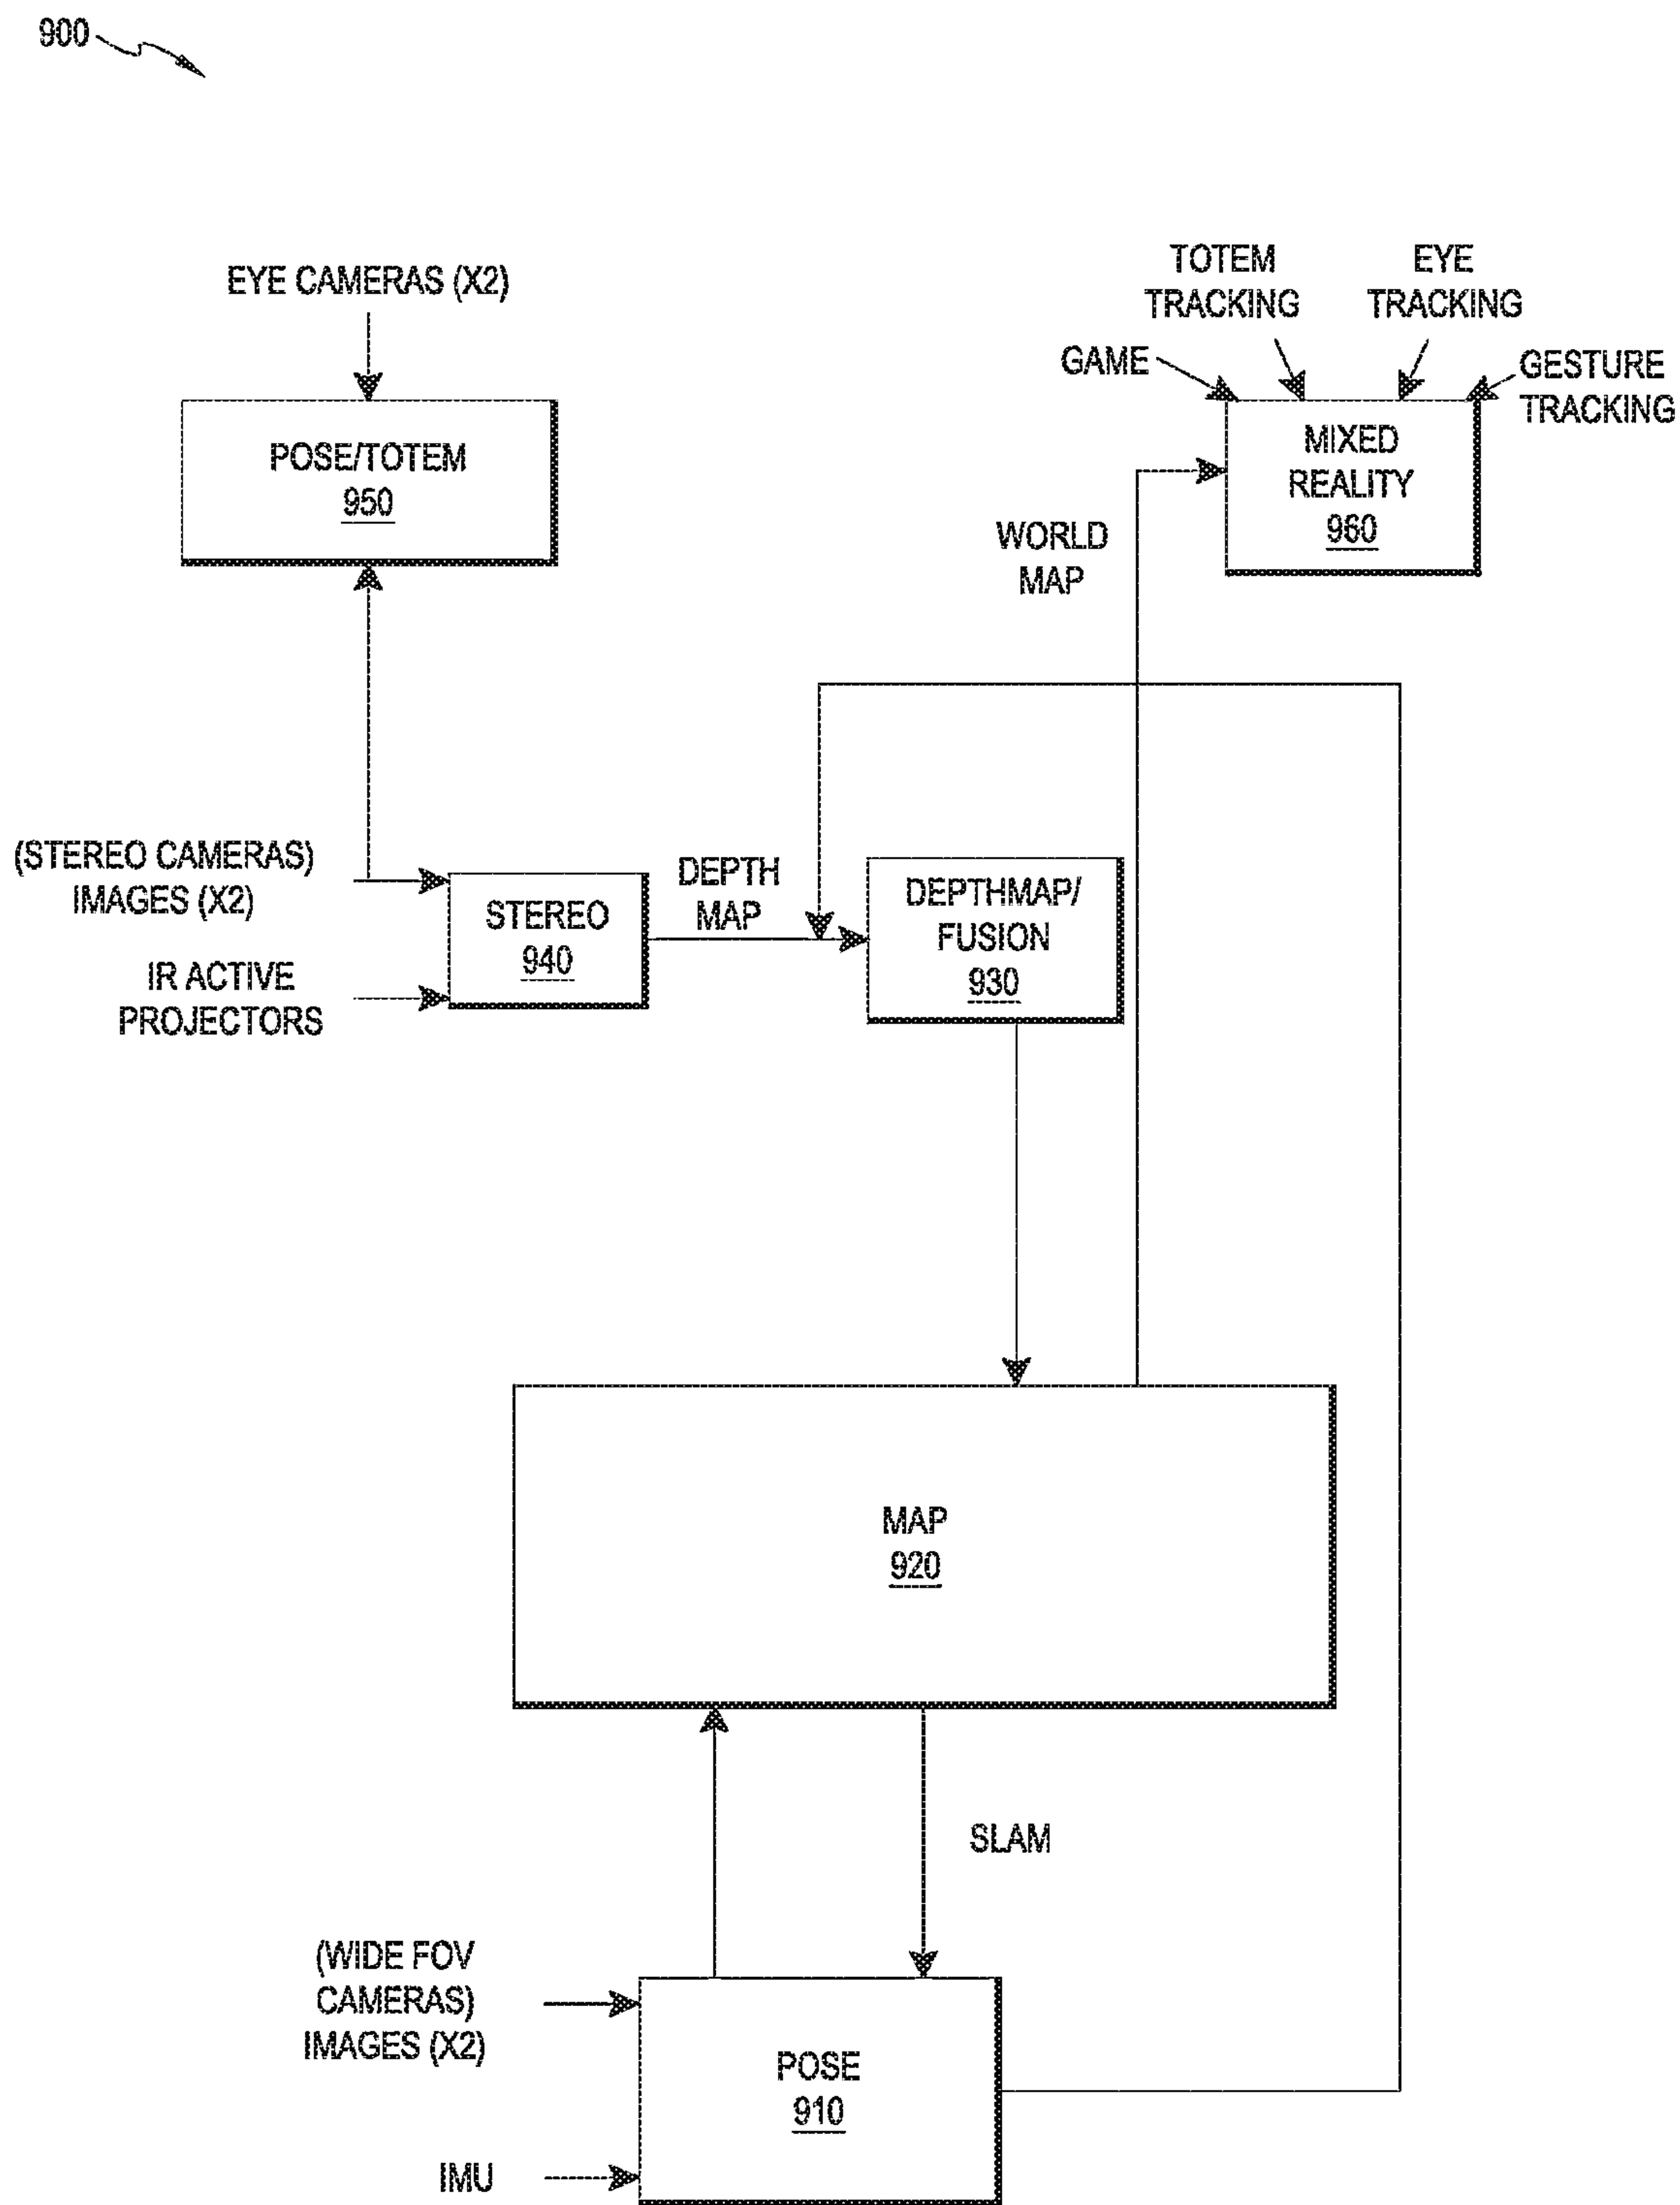 900
EYE CAMERAS (X2)
POSE/TOTEM
950
TOTEM
TRACKING
EYE
TRACKING
GAME
GESTURE
TRACKING
MIXED
REALITY
960
WORLD
MAP
(STEREO CAMERAS)
IMAGES (X2)
IR ACTIVE
PROJECTORS
STEREO
940
DEPTH
MAP
DEPTHMAP/
FUSION
930
MAP
920
SLAM
(WIDE FOV
CAMERAS)
IMAGES (X2)
IMU
POSE
910